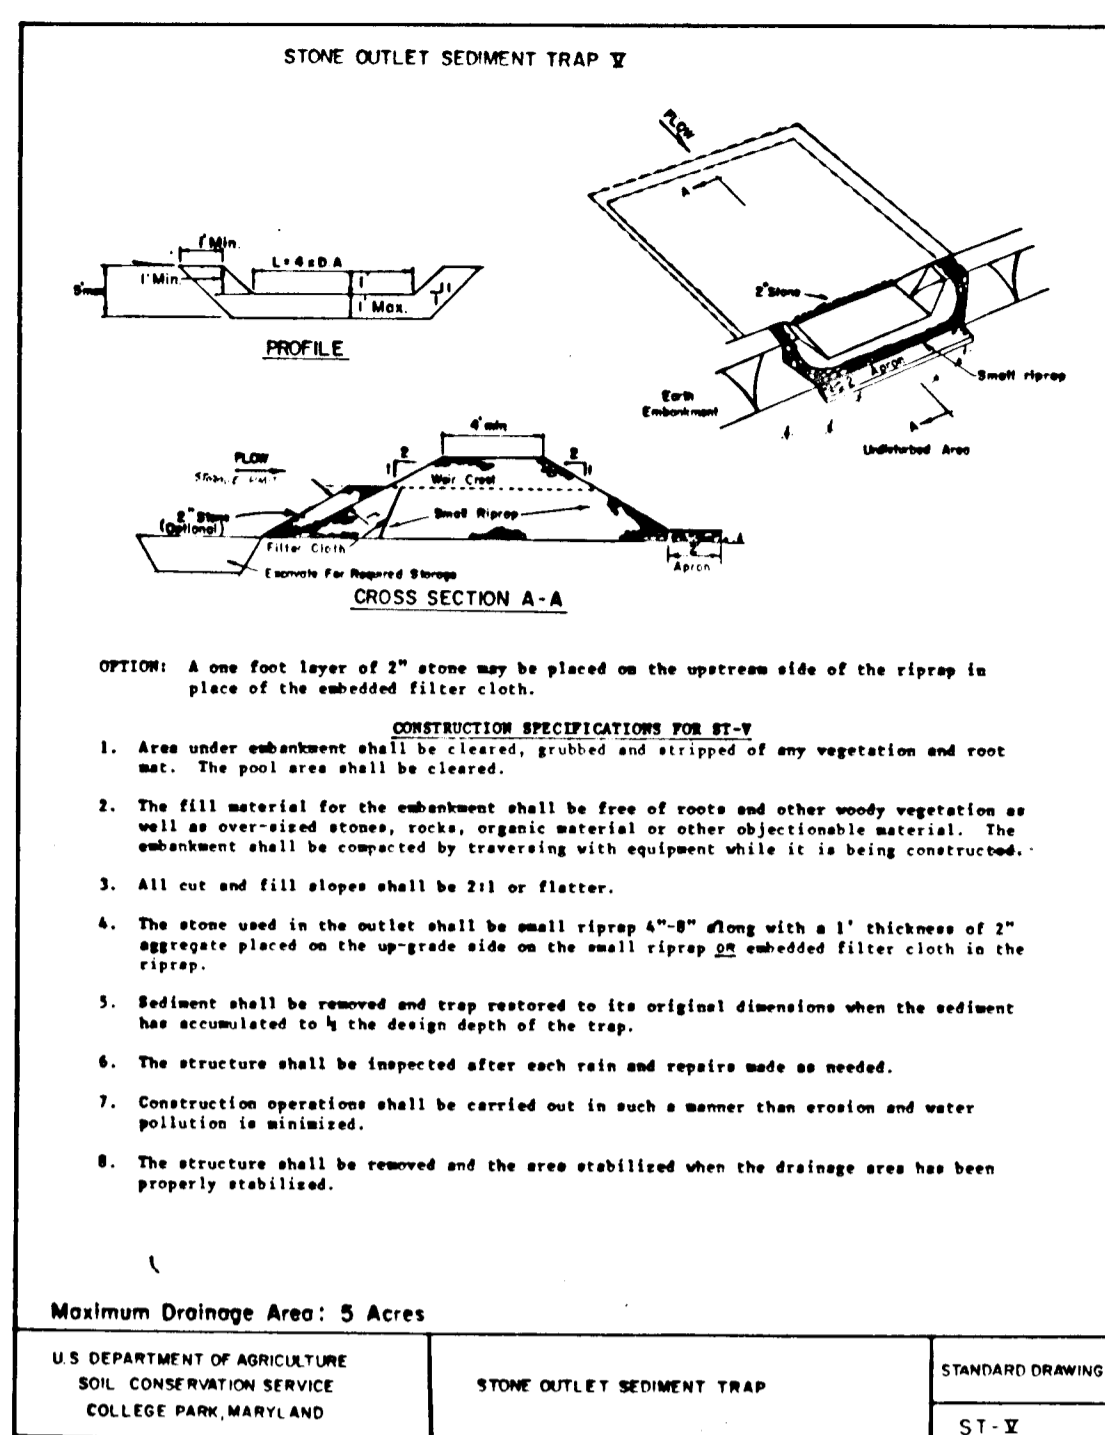 STONE OUTLET SEDIMENT TRAP V
FLOW
A
1' Min.
L = 4 x D.A
1' Min.
1'
5' max
1' Max.
1
1
PROFILE
2" Stone
Apron
Small riprap
Earth
Embankment
A
Undisturbed Area
4' min
FLOW
2
1
2
1
Weir Crest
2" Stone
(Optional)
Small Riprap
Filter Cloth
2'
Apron
Excavate For Required Storage
CROSS SECTION A-A
OPTION: A one foot layer of 2" stone may be placed on the upstream side of the riprap in
place of the embedded filter cloth.
CONSTRUCTION SPECIFICATIONS FOR ST-V
1. Area under embankment shall be cleared, grubbed and stripped of any vegetation and root
mat. The pool area shall be cleared.
2. The fill material for the embankment shall be free of roots and other woody vegetation as
well as over-sized stones, rocks, organic material or other objectionable material. The
embankment shall be compacted by traversing with equipment while it is being constructed.
3. All cut and fill slopes shall be 2:1 or flatter.
4. The stone used in the outlet shall be small riprap 4"-8" along with a 1' thickness of 2"
aggregate placed on the up-grade side on the small riprap OR embedded filter cloth in the
riprap.
5. Sediment shall be removed and trap restored to its original dimensions when the sediment
has accumulated to ½ the design depth of the trap.
6. The structure shall be inspected after each rain and repairs made as needed.
7. Construction operations shall be carried out in such a manner than erosion and water
pollution is minimized.
8. The structure shall be removed and the area stabilized when the drainage area has been
properly stabilized.
Maximum Drainage Area: 5 Acres
U.S DEPARTMENT OF AGRICULTURE
SOIL CONSERVATION SERVICE
COLLEGE PARK, MARYLAND
STONE OUTLET SEDIMENT TRAP
STANDARD DRAWING
ST-V